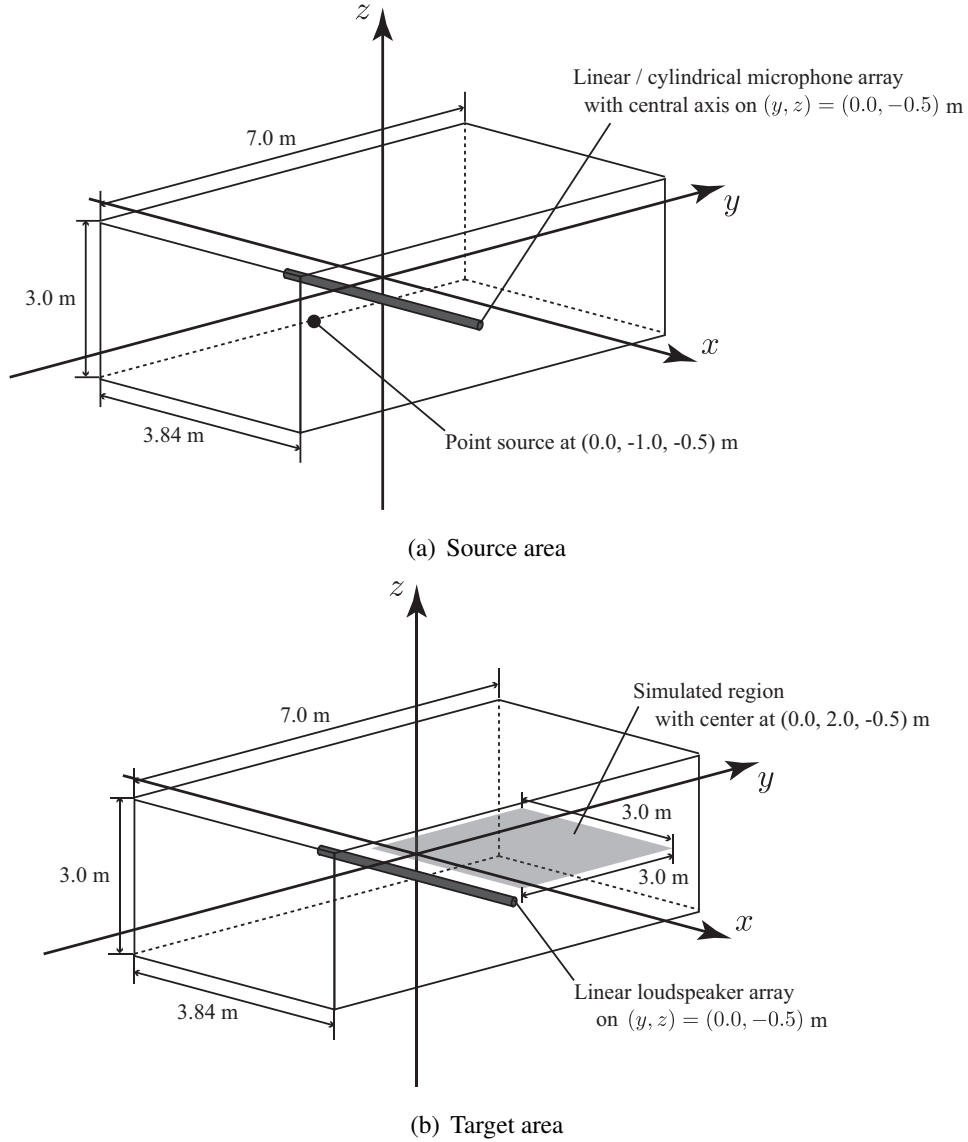 z
Linear / cylindrical microphone array
with central axis on (y, z) = (0.0, −0.5) m
7.0 m
y
3.0 m
x
3.84 m
Point source at (0.0, -1.0, -0.5) m
(a) Source area
z
Simulated region
with center at (0.0, 2.0, -0.5) m
7.0 m
y
3.0 m
3.0 m
3.0 m
x
Linear loudspeaker array
on (y, z) = (0.0, −0.5) m
3.84 m
(b) Target area